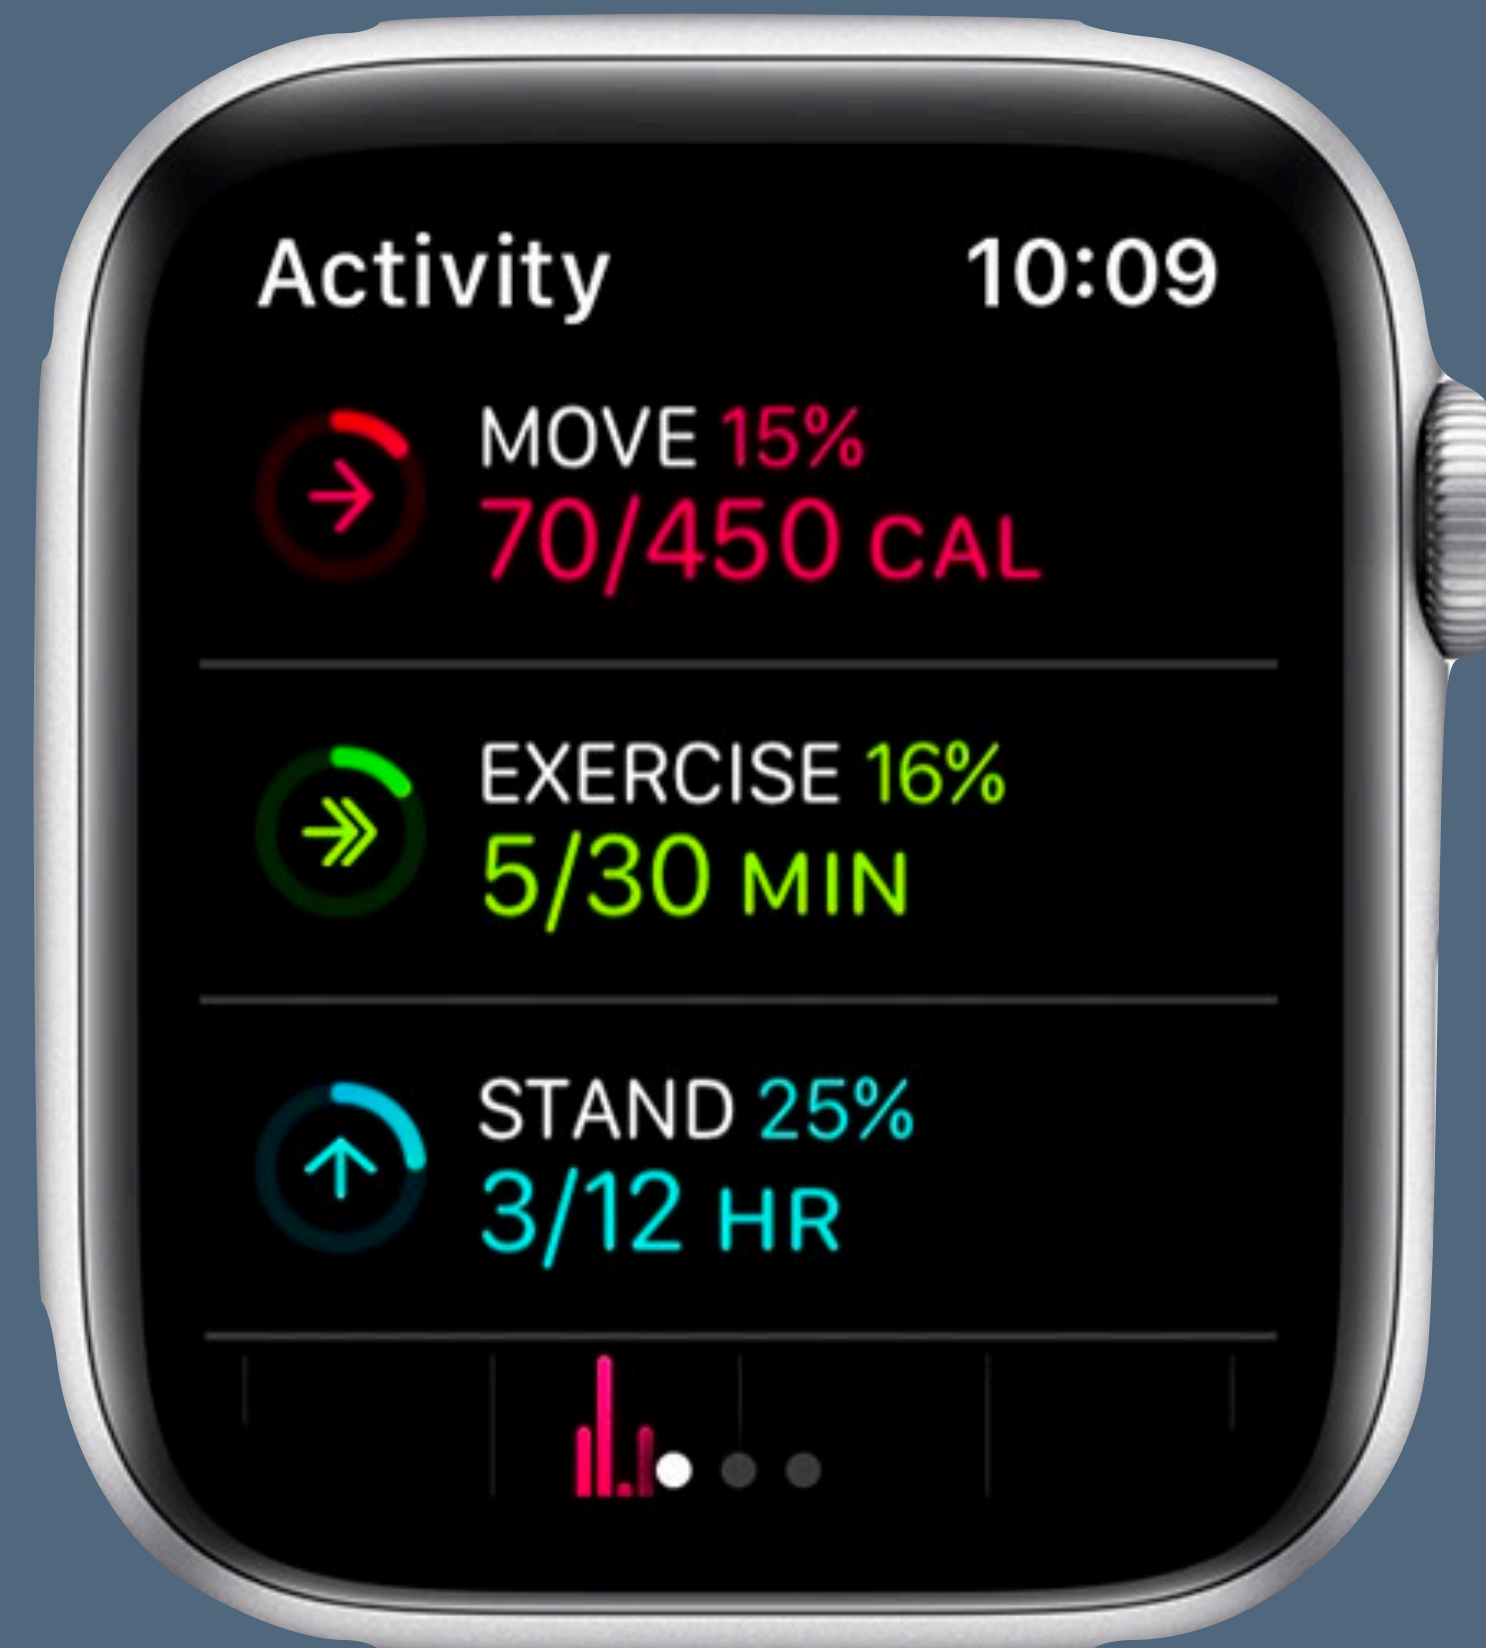 Activity 10:09
MOVE 15%
70/450 CAL
EXERCISE 16%
5/30 MIN
STAND 25%
3/12 HR